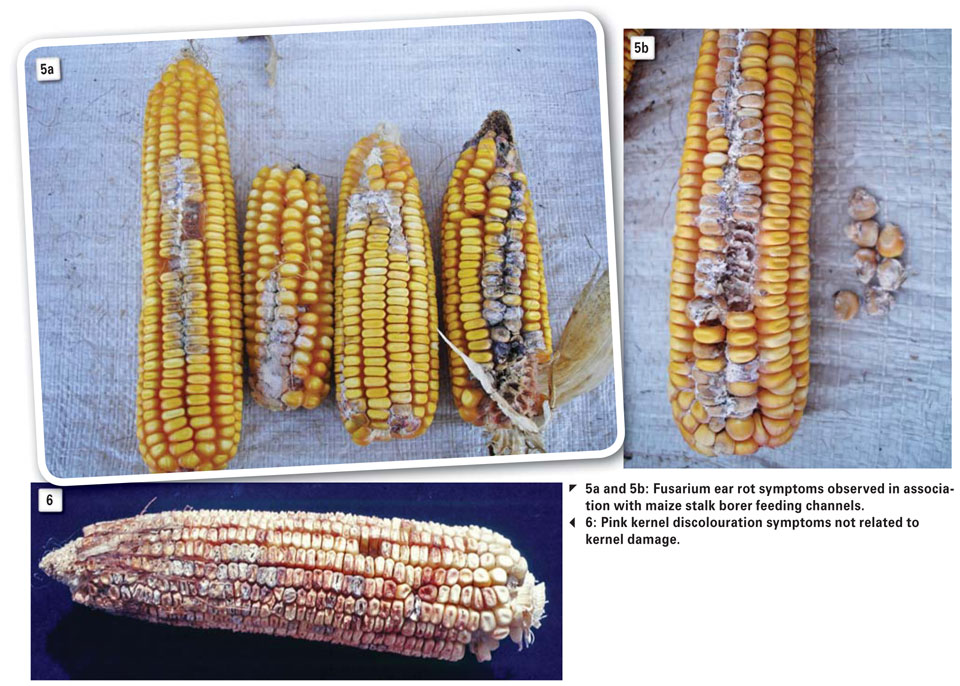 5a
5b
6
5a and 5b: Fusarium ear rot symptoms observed in associa-
tion with maize stalk borer feeding channels.
6: Pink kernel discolouration symptoms not related to
kernel damage.